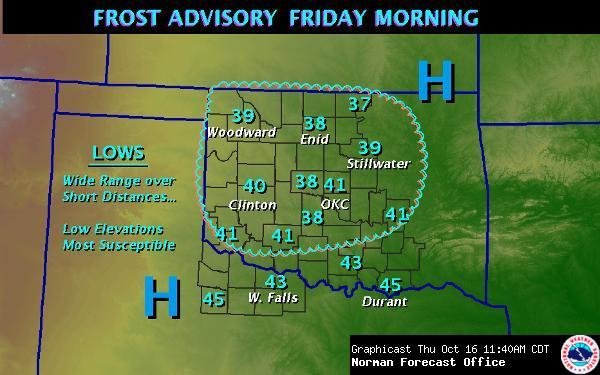 FROST ADVISORY FRIDAY MORNING
H
37
39
Woodward
38
Enid
39
Stillwater
LOWS
Wide Range over
Short Distances...
40
Clinton
38 41
OKC
38
41
Low Elevations
Most Susceptible
41
41
43
H
45
43
W. Falls
45
Durant
Graphicast Thu Oct 16 11:40AM CDT
Norman Forecast Office